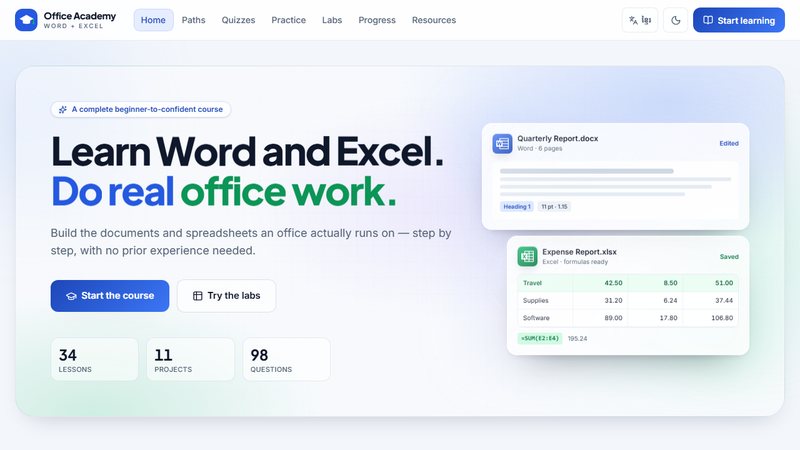 Office Academy
WORD + EXCEL
Home
Paths
Quizzes
Practice
Labs
Progress
Resources
Start learning
A complete beginner-to-confident course
Learn Word and Excel.
Do real office work.
Build the documents and spreadsheets an office actually runs on — step by
step, with no prior experience needed.
Start the course
Try the labs
34
LESSONS
11
PROJECTS
98
QUESTIONS
Quarterly Report.docx
Word · 6 pages
Edited
Heading 1
11 pt · 1.15
Expense Report.xlsx
Excel · formulas ready
Saved
Travel 42.50 8.50 51.00
Supplies 31.20 6.24 37.44
Software 89.00 17.80 106.80
=SUM(E2:E4) 195.24